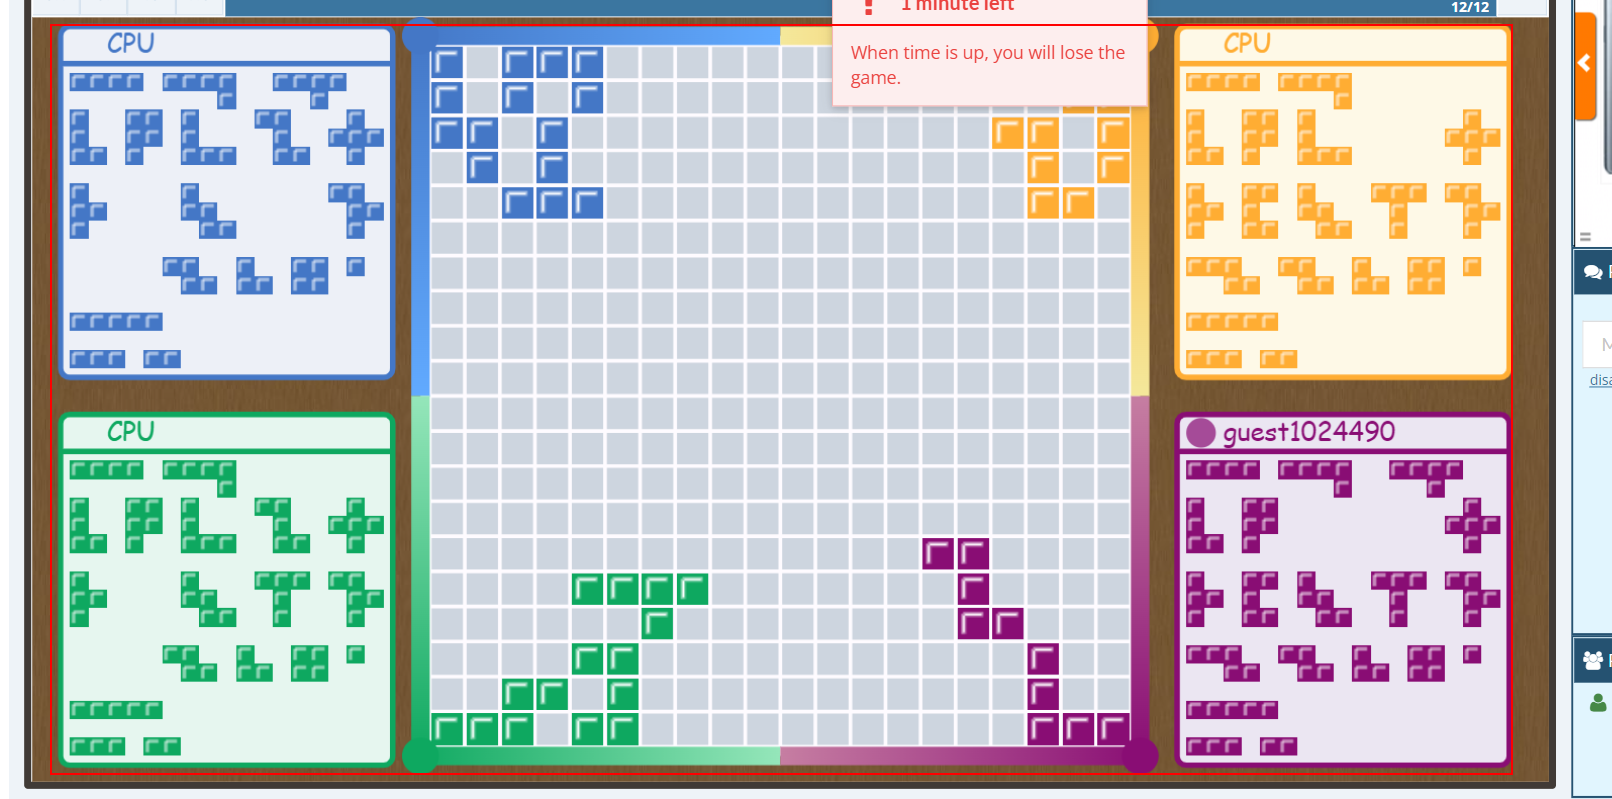 1 minute left
12/12
When time is up, you will lose the
game.
CPU
CPU
CPU
guest1024490